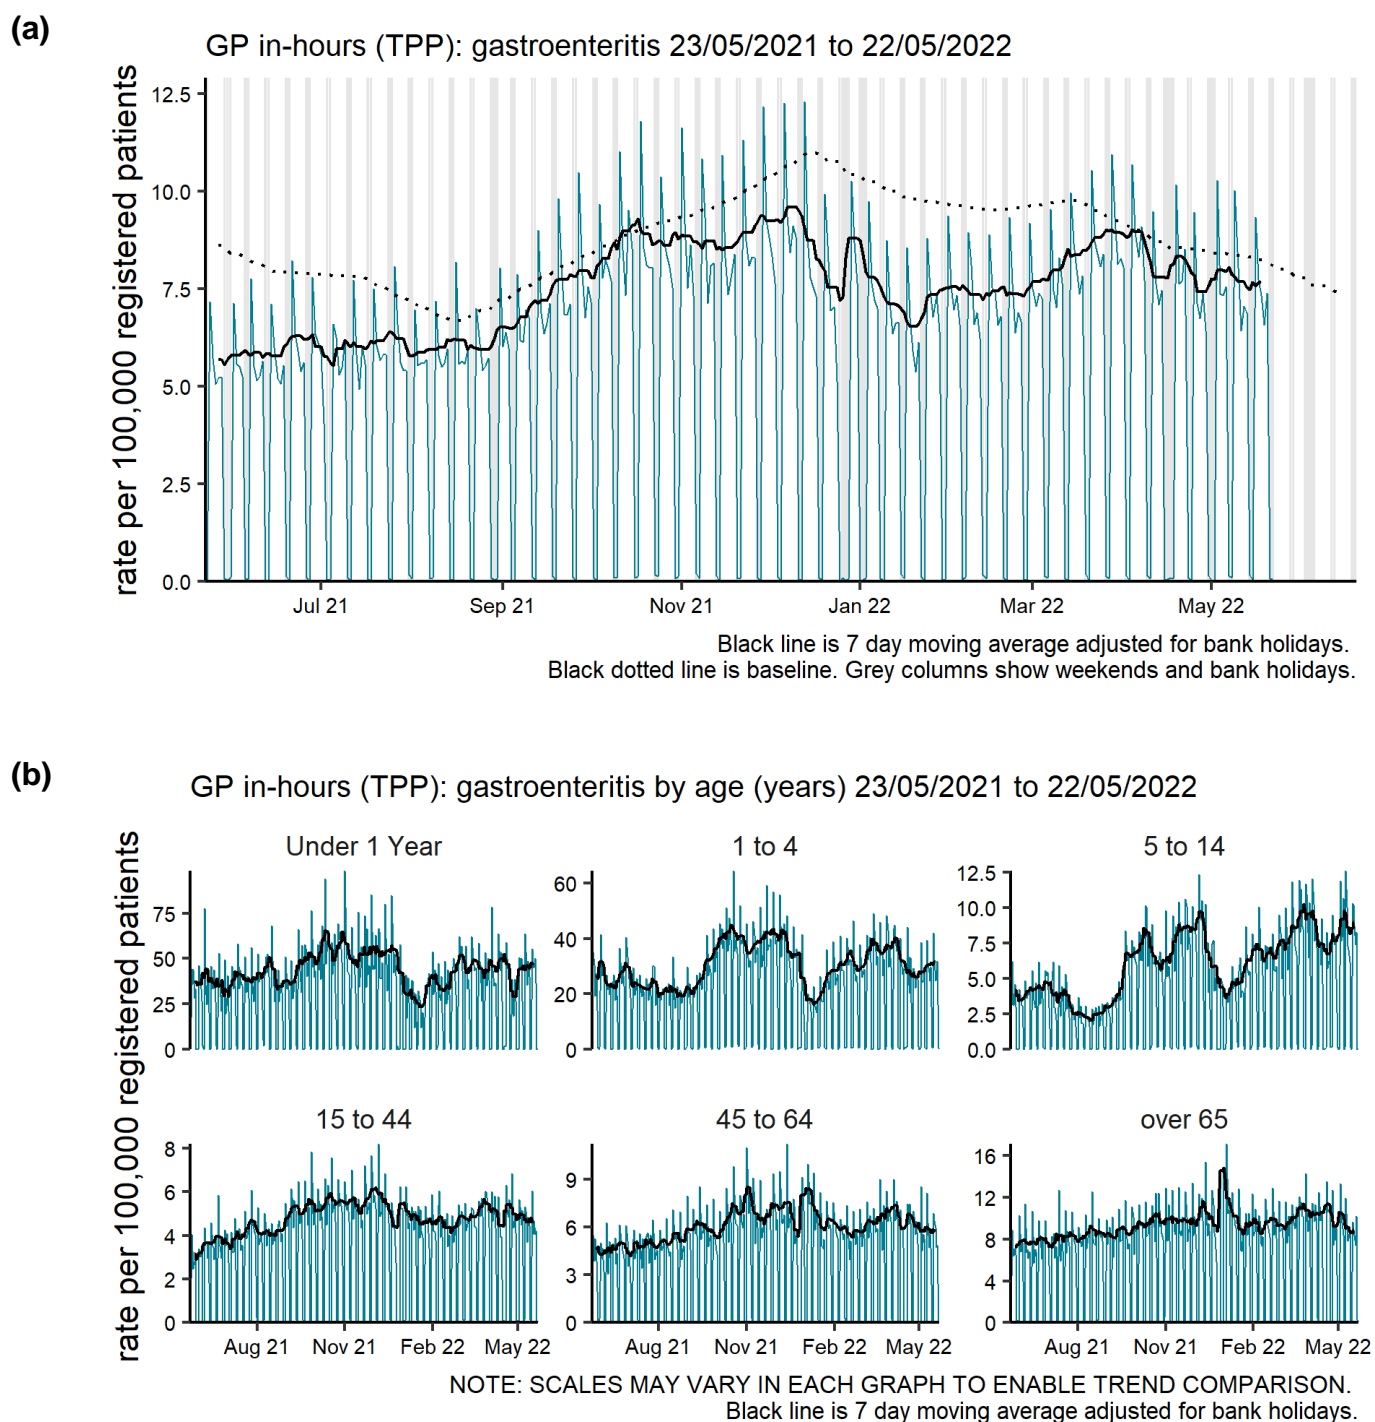 (a)
GP in-hours (TPP): gastroenteritis 23/05/2021 to 22/05/2022
rate per 100,000 registered patients
12.5
10.0
7.5
5.0
2.5
0.0
Jul 21 Sep 21 Nov 21 Jan 22 Mar 22 May 22
Black line is 7 day moving average adjusted for bank holidays.
Black dotted line is baseline. Grey columns show weekends and bank holidays.
(b)
GP in-hours (TPP): gastroenteritis by age (years) 23/05/2021 to 22/05/2022
rate per 100,000 registered patients
Under 1 Year
75
50
25
0
1 to 4
60
40
20
0
5 to 14
12.5
10.0
7.5
5.0
2.5
0.0
15 to 44
8
6
4
2
0
Aug 21 Nov 21 Feb 22 May 22
45 to 64
9
6
3
0
Aug 21 Nov 21 Feb 22 May 22
over 65
16
12
8
4
0
Aug 21 Nov 21 Feb 22 May 22
NOTE: SCALES MAY VARY IN EACH GRAPH TO ENABLE TREND COMPARISON.
Black line is 7 day moving average adjusted for bank holidays.